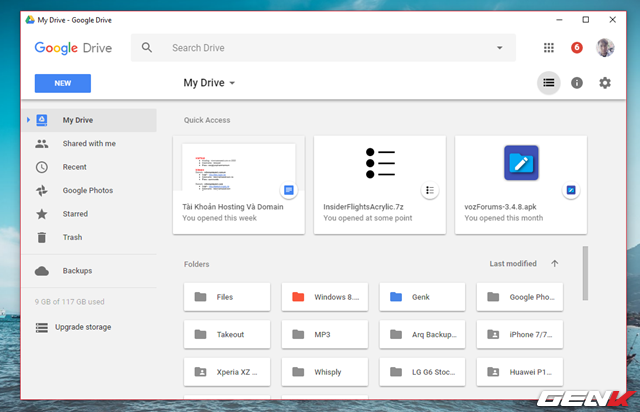 My Drive - Google Drive
Google Drive
Search Drive
6
NEW
My Drive
My Drive
Shared with me
Recent
Google Photos
Starred
Trash
Backups
9 GB of 117 GB used
Upgrade storage
Quick Access
Tài Khoản Hosting Và Domain
You opened this week
InsiderFlightsAcrylic.7z
You opened at some point
vozForums-3.4.8.apk
You opened this month
Folders
Last modified
Files
Windows 8....
Genk
Google Pho...
Takeout
MP3
Arq Backup...
iPhone 7/7...
Xperia XZ ...
Whisply
LG G6 Stoc...
Huawei P1...
GENK